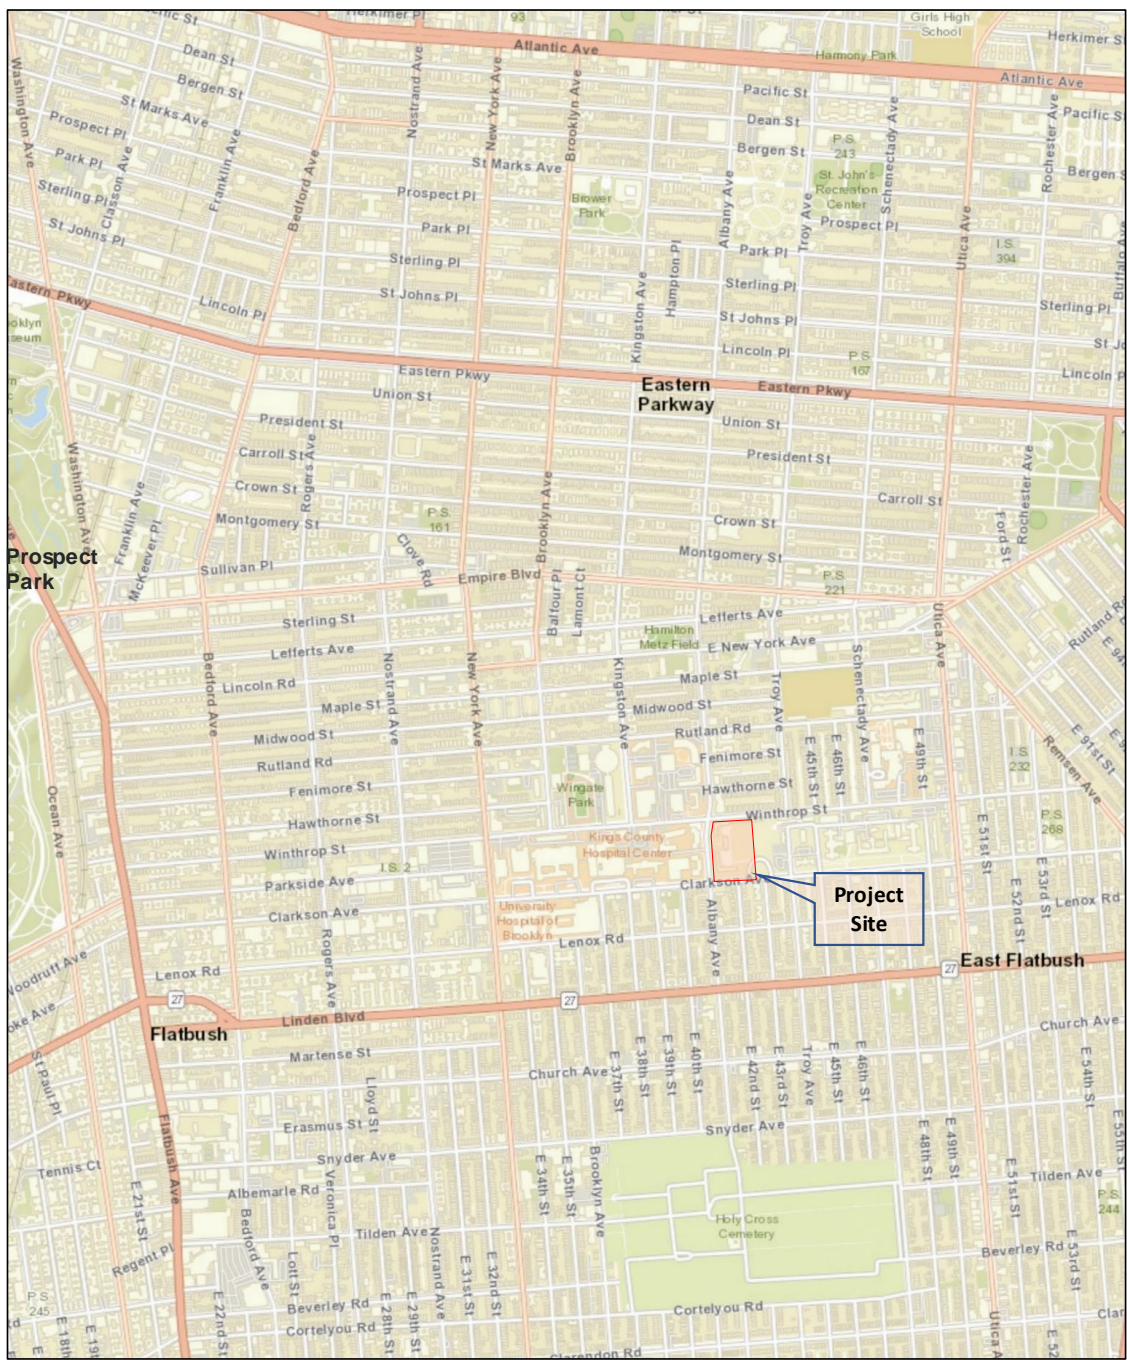 Herkimer Pl
93
Girls High
School
Herkimer S
Atlantic Ave
Harmony Park
Atlantic Ave
Dean St
Bergen St
St Marks Ave
Prospect Pl
Park Pl
Sterling Pl
St Johns Pl
Washington Ave
Classon Ave
Franklin Ave
Bedford Ave
Nostrand Ave
New York Ave
Brooklyn Ave
St Marks Ave
Prospect Pl
Park Pl
Sterling Pl
St Johns Pl
Lincoln Pl
Brower
Park
Pacific St
Dean St
Bergen St
P.S.
243
St. John's
Recreation
Center
Prospect Pl
Albany Ave
Troy Ave
Schenectady Ave
Utica Ave
Rochester Ave
Pacific S
Bergen S
I.S.
394
Buffalo Ave
Park Pl
Sterling Pl
St Johns Pl
Lincoln Pl
Kingston Ave
Hampton Pl
P.S.
167
Sterling Pl
St Jo
Lincoln P
astern Pkwy
ooklyn
seum
Eastern Pkwy
Eastern
Parkway
Eastern Pkwy
Union St
President St
Carroll St
Crown St
Montgomery St
Sullivan Pl
Rogers Ave
Washington Ave
Franklin Ave
McKeever Pl
P.S.
161
Clove Rd
Brooklyn Ave
Union St
President St
Carroll St
Crown St
Montgomery St
Rochester Ave
Ford St
Prospect
Park
Empire Blvd
Balfour Pl
Lamont Ct
P.S.
221
Sterling St
Lefferts Ave
Lincoln Rd
Maple St
Midwood St
Rutland Rd
Fenimore St
Hawthorne St
Winthrop St
Parkside Ave
Clarkson Ave
Lenox Rd
Bedford Ave
Nostrand Ave
New York Ave
Kingston Ave
Lefferts Ave
Hamilton
Metz Field
E New York Ave
Maple St
Midwood St
Rutland Rd
Fenimore St
Hawthorne St
Winthrop St
Troy Ave
Schenectady Ave
Utica Ave
E 45th St
E 46th St
E 49th St
Rutland Rd
E 94
E 91st St
Remsen Ave
I.S.
232
P.S.
268
Ocean Ave
Wingate
Park
Kings County
Hospital Center
I.S. 2
University
Hospital of
Brooklyn
Clarkson Ave
Project
Site
Lenox Rd
Albany Ave
E 51st St
E 52nd St
E 53rd St
Lenox Rd
East Flatbush
27
27
27
Woodruff Ave
oke Ave
Rogers Ave
Flatbush
Linden Blvd
Martense St
Church Ave
Church Ave
St Paul Pl
Lloyd St
E 37th St
E 38th St
E 39th St
E 40th St
E 42nd St
E 43rd St
Troy Ave
E 45th St
E 46th St
E 54th St
Erasmus St
Snyder Ave
Snyder Ave
Tennis Ct
Flatbush Ave
Albemarle Rd
Veronica Pl
E 34th St
E 35th St
Brooklyn Ave
E 48th St
E 49th St
E 51st St
E 55th St
Tilden Ave
P.S.
244
E 21st St
Regent Pl
Bedford Ave
Tilden Ave
Nostrand Ave
Holy Cross
Cemetery
Beverley Rd
E 53rd St
P.S.
245
Lott St
E 31st St
E 32nd St
Beverley Rd
Cortelyou Rd
Cortelyou Rd
E 18th
E 19t
E 22nd St
E 28th St
E 29th St
Clarendon Rd
Utica A
E 52
Clar